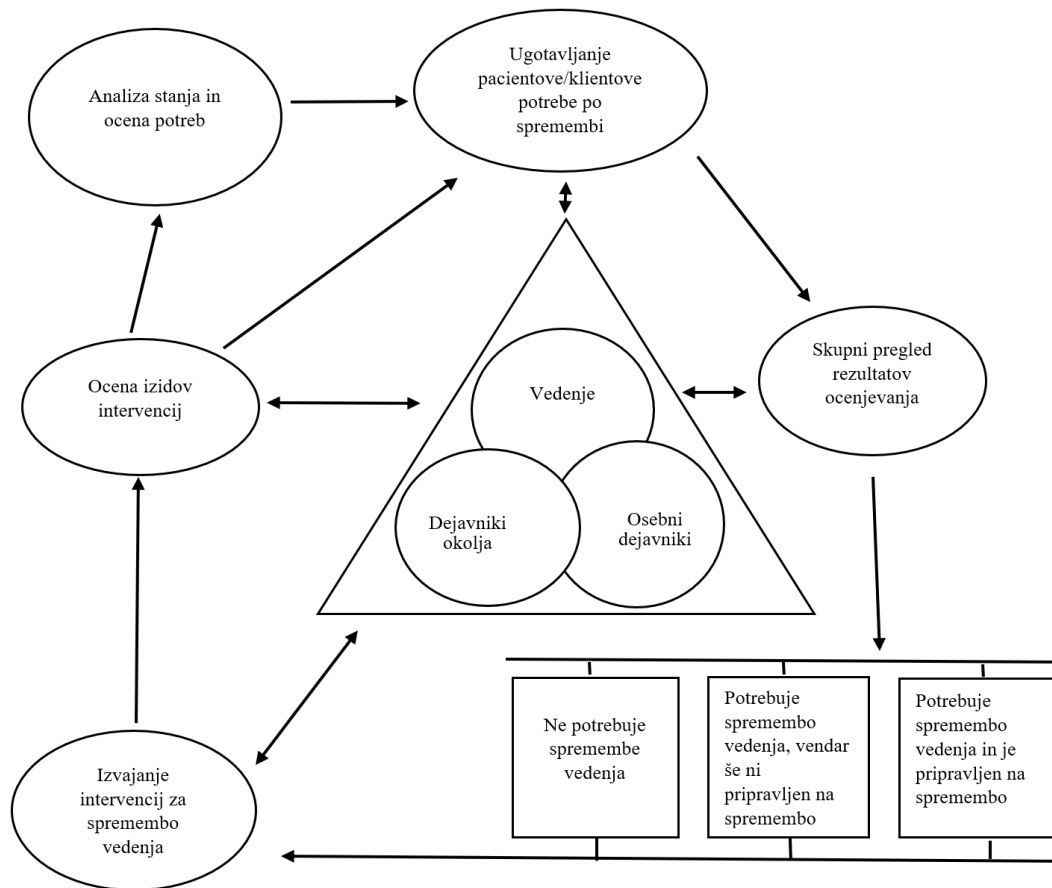 Analiza stanja in
ocena potreb
Ugotavljanje
pacientove/klientove
potrebe po
spremembi
Skupni pregled
rezultatov
ocenjevanja
Ocena izidov
intervencij
Vedenje
Dejavniki
okolja
Osebni
dejavniki
Ne potrebuje
spremembe
vedenja
Potrebuje
spremembo
vedenja, vendar
še ni
pripravljen na
spremembo
Potrebuje
spremembo
vedenja in je
pripravljen na
spremembo
Izvajanje
intervencij za
spremembo
vedenja